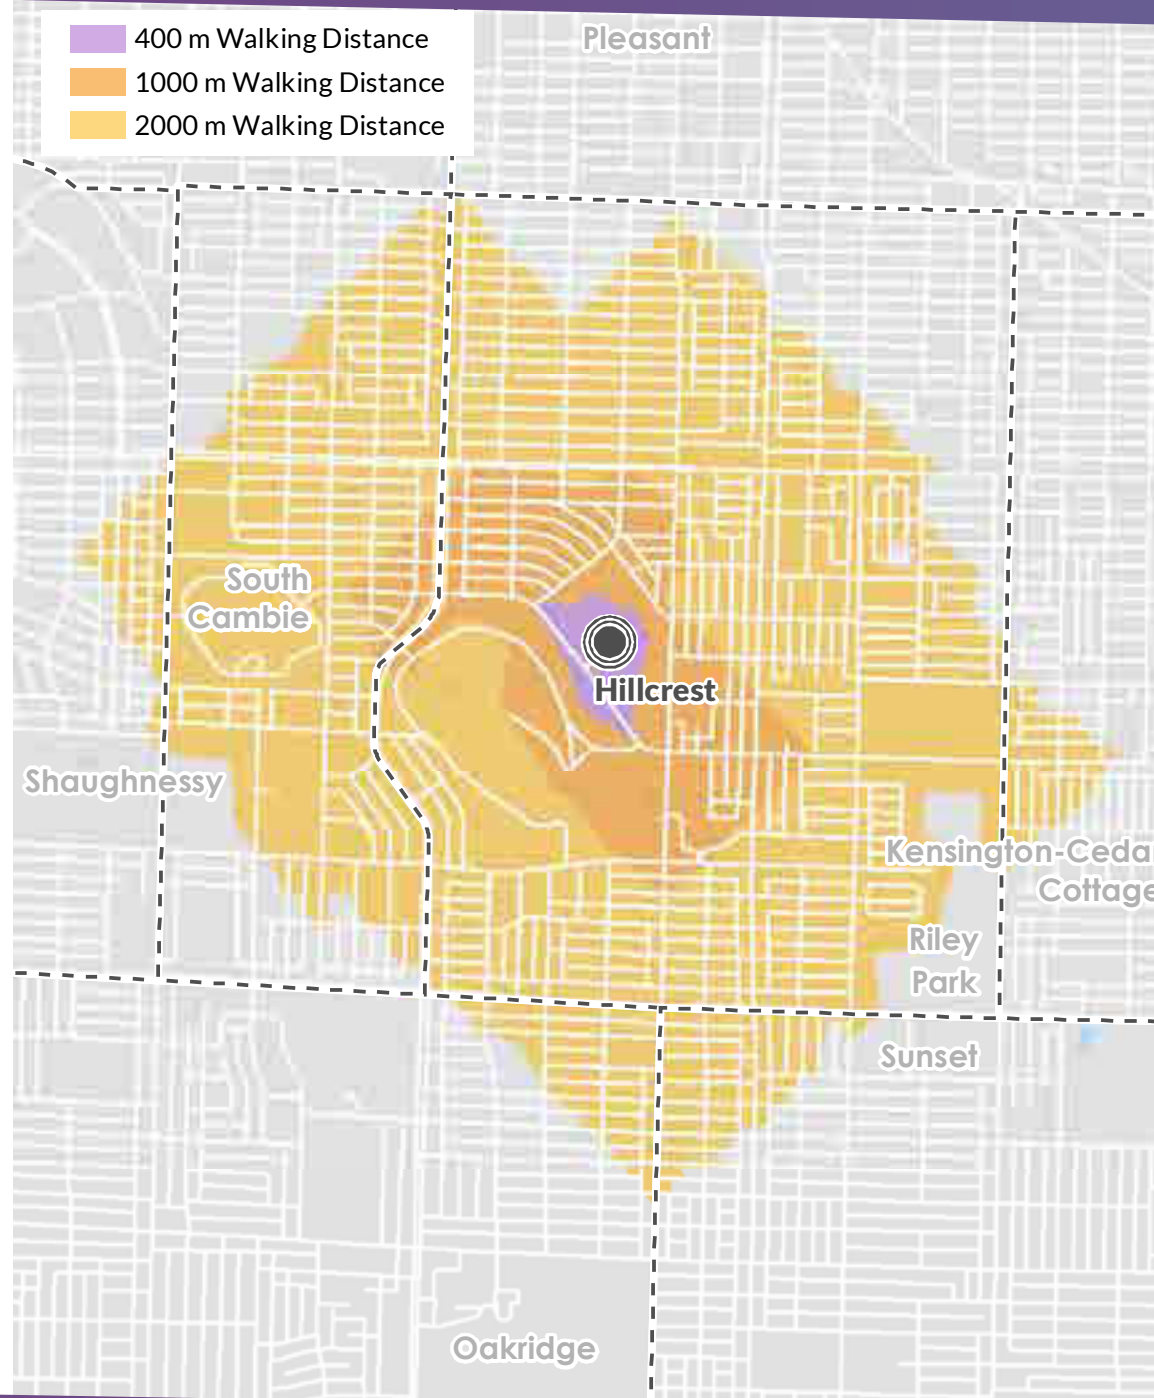 400 m Walking Distance
1000 m Walking Distance
2000 m Walking Distance
Pleasant
South
Cambie
Hillcrest
Shaughnessy
Kensington-Cedar
Cottage
Riley
Park
Sunset
Oakridge